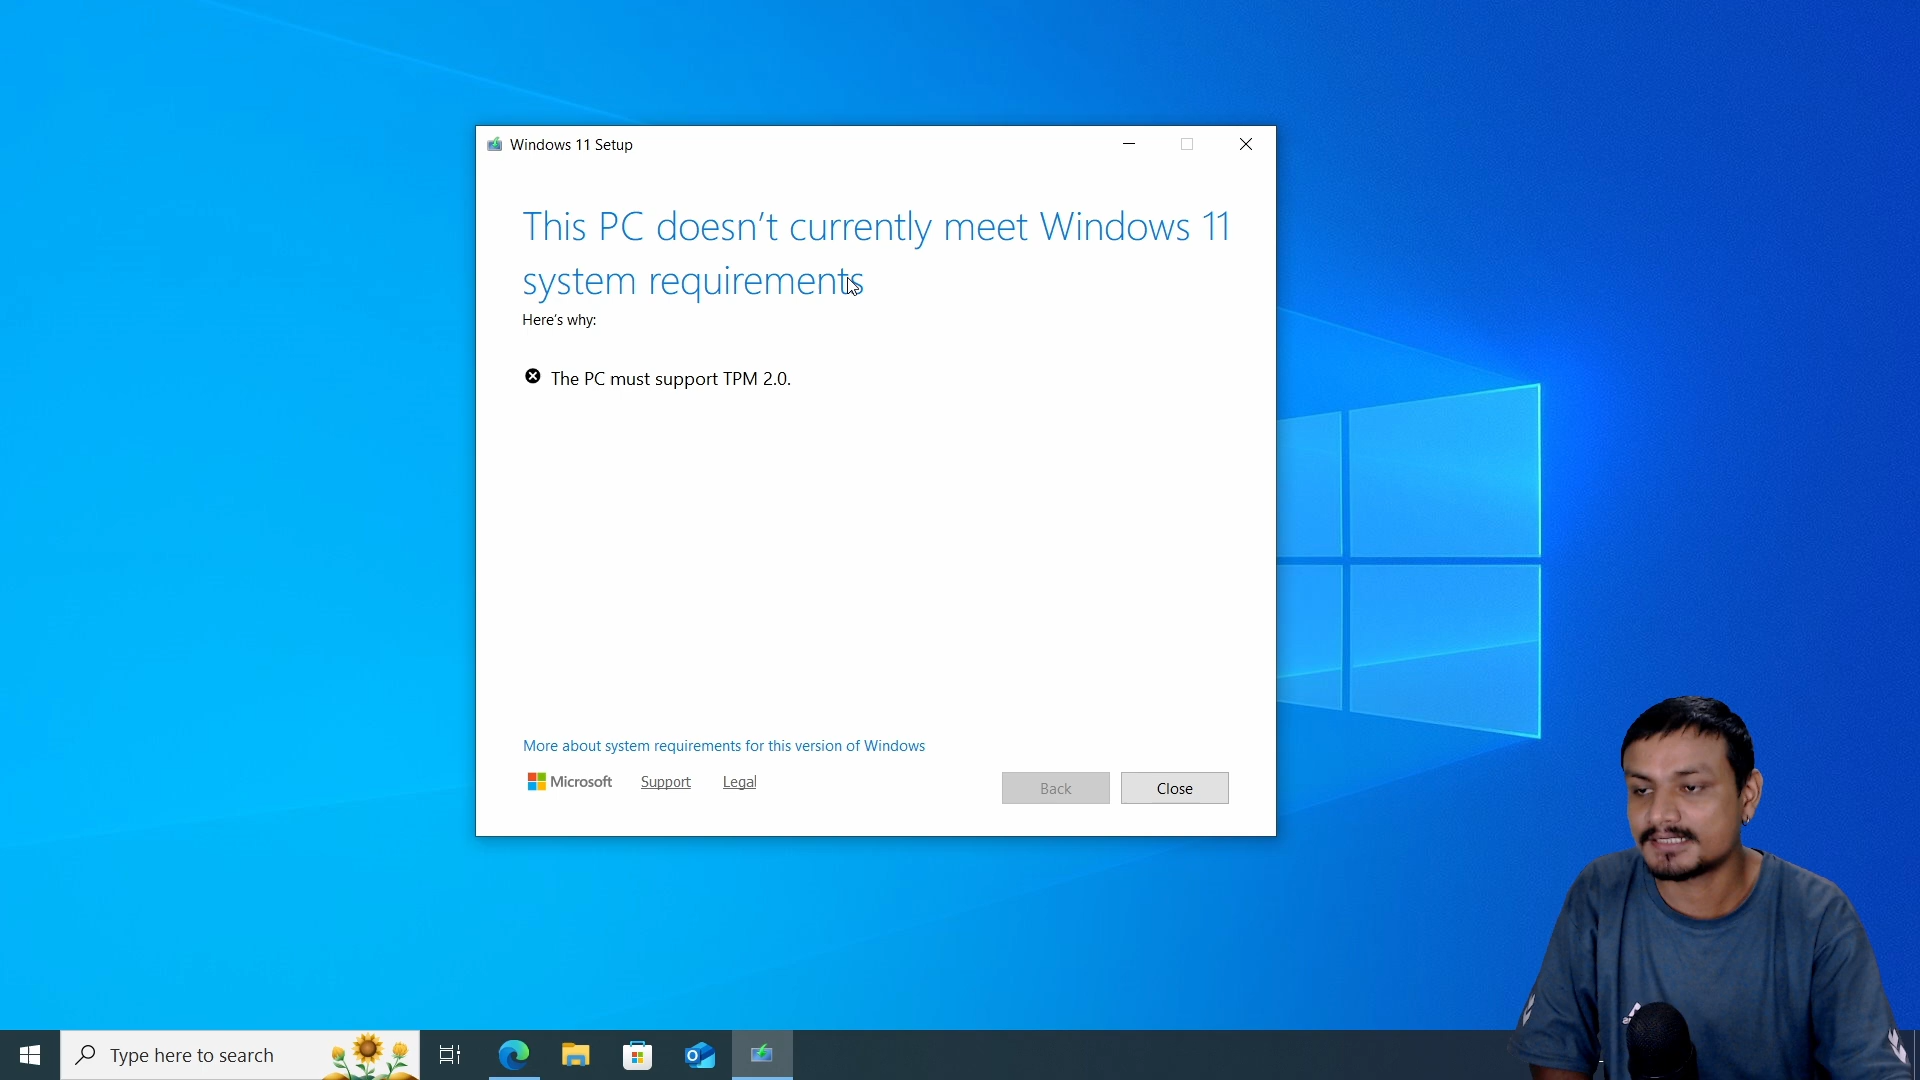 Windows 11 Setup
This PC doesn't currently meet Windows 11
system requirements
Here's why:
The PC must support TPM 2.0.
More about system requirements for this version of Windows
Microsoft Support Legal
Back Close
Type here to search